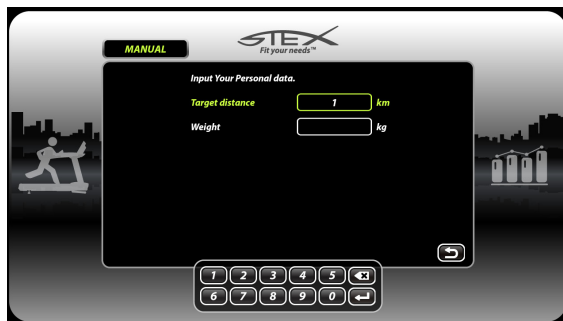 STEX
Fit your needs™
MANUAL
Input Your Personal data.
Target distance 1 km
Weight kg
1 2 3 4 5
6 7 8 9 0